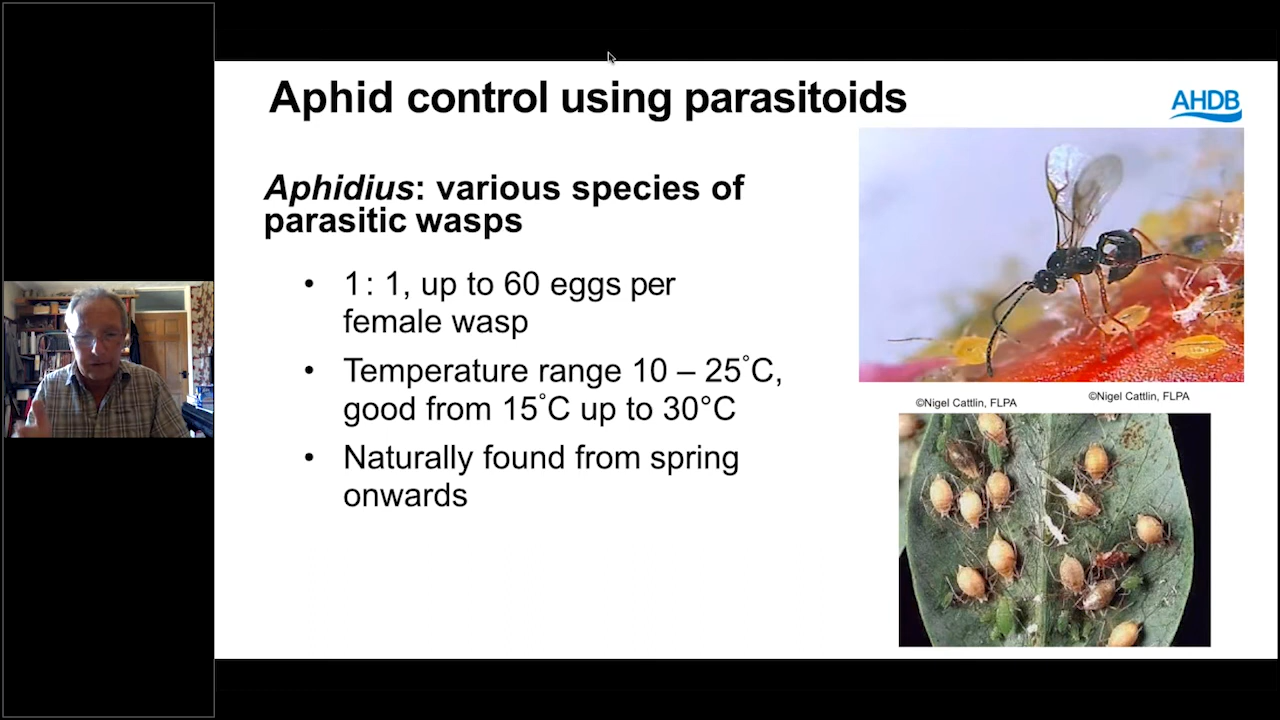 Aphid control using parasitoids
AHDB
Aphidius: various species of
parasitic wasps
• 1: 1, up to 60 eggs per
female wasp
• Temperature range 10 – 25°C,
good from 15°C up to 30°C
• Naturally found from spring
onwards
©Nigel Cattlin, FLPA
©Nigel Cattlin, FLPA